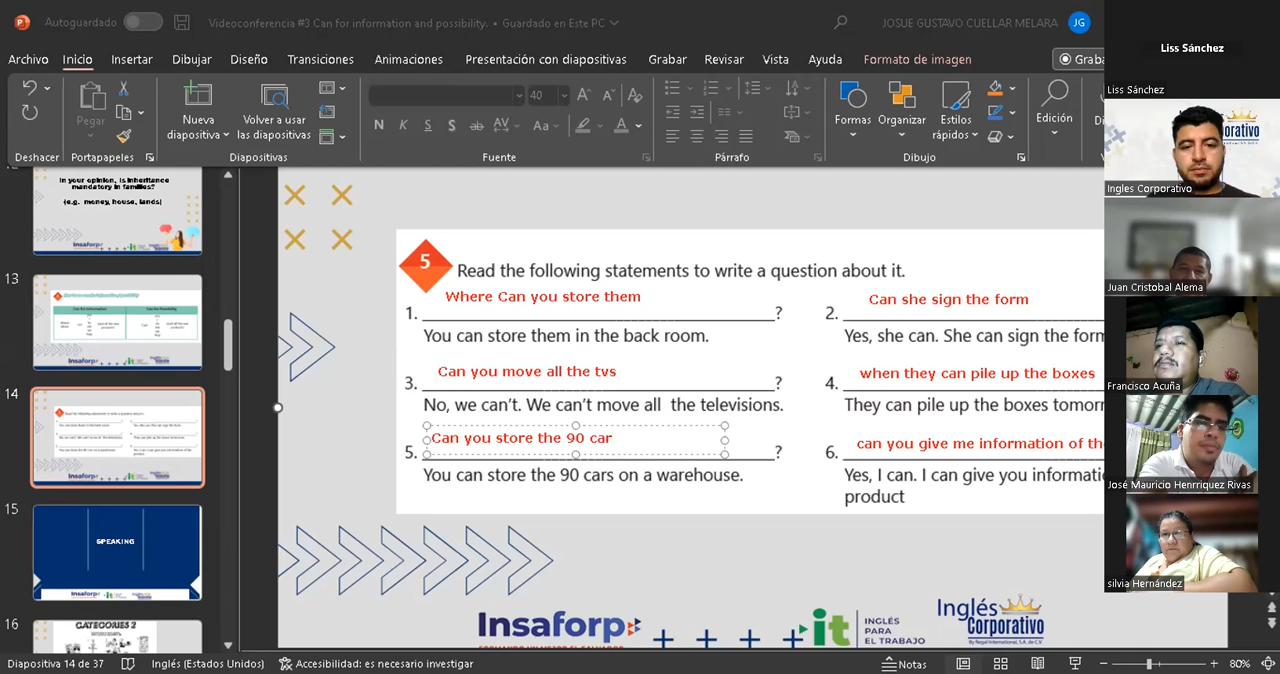 Autoguardado
Videoconferencia #3 Can for information and possibility. • Guardado en Este PC
JOSUE GUSTAVO CUELLAR MELARA
JG
Liss Sánchez
Archivo Inicio Insertar Dibujar Diseño Transiciones Animaciones Presentación con diapositivas Grabar Revisar Vista Ayuda Formato de imagen
Graba
Liss Sánchez
Pegar
Nueva diapositiva
Volver a usar las diapositivas
40
N K S S ab AV Aa A
Formas Organizar Estilos rápidos
Edición
Deshacer Portapapeles Diapositivas Fuente Párrafo Dibujo
Ingles Corporativo
In your opinion, is inheritance
mandatory in families?
(e.g. money, house, lands)
Insaforp
13
14
15
SPEAKING
16
CATEGORIES 2
5
Read the following statements to write a question about it.
Where Can you store them
1. ?
You can store them in the back room.
Can she sign the form
2.
Yes, she can. She can sign the form
Can you move all the tvs
3. ?
No, we can't. We can't move all the televisions.
when they can pile up the boxes
4.
They can pile up the boxes tomor
Can you store the 90 car
5. ?
You can store the 90 cars on a warehouse.
can you give me information of th
6.
Yes, I can. I can give you informati
product
Insaforp
it INGLÉS
PARA
EL TRABAJO
Inglés
Corporativo
Juan Cristobal Alema
Francisco Acuña
José Mauricio Henrriquez Rivas
silvia Hernández
Diapositiva 14 de 37 Inglés (Estados Unidos) Accesibilidad: es necesario investigar Notas 80%